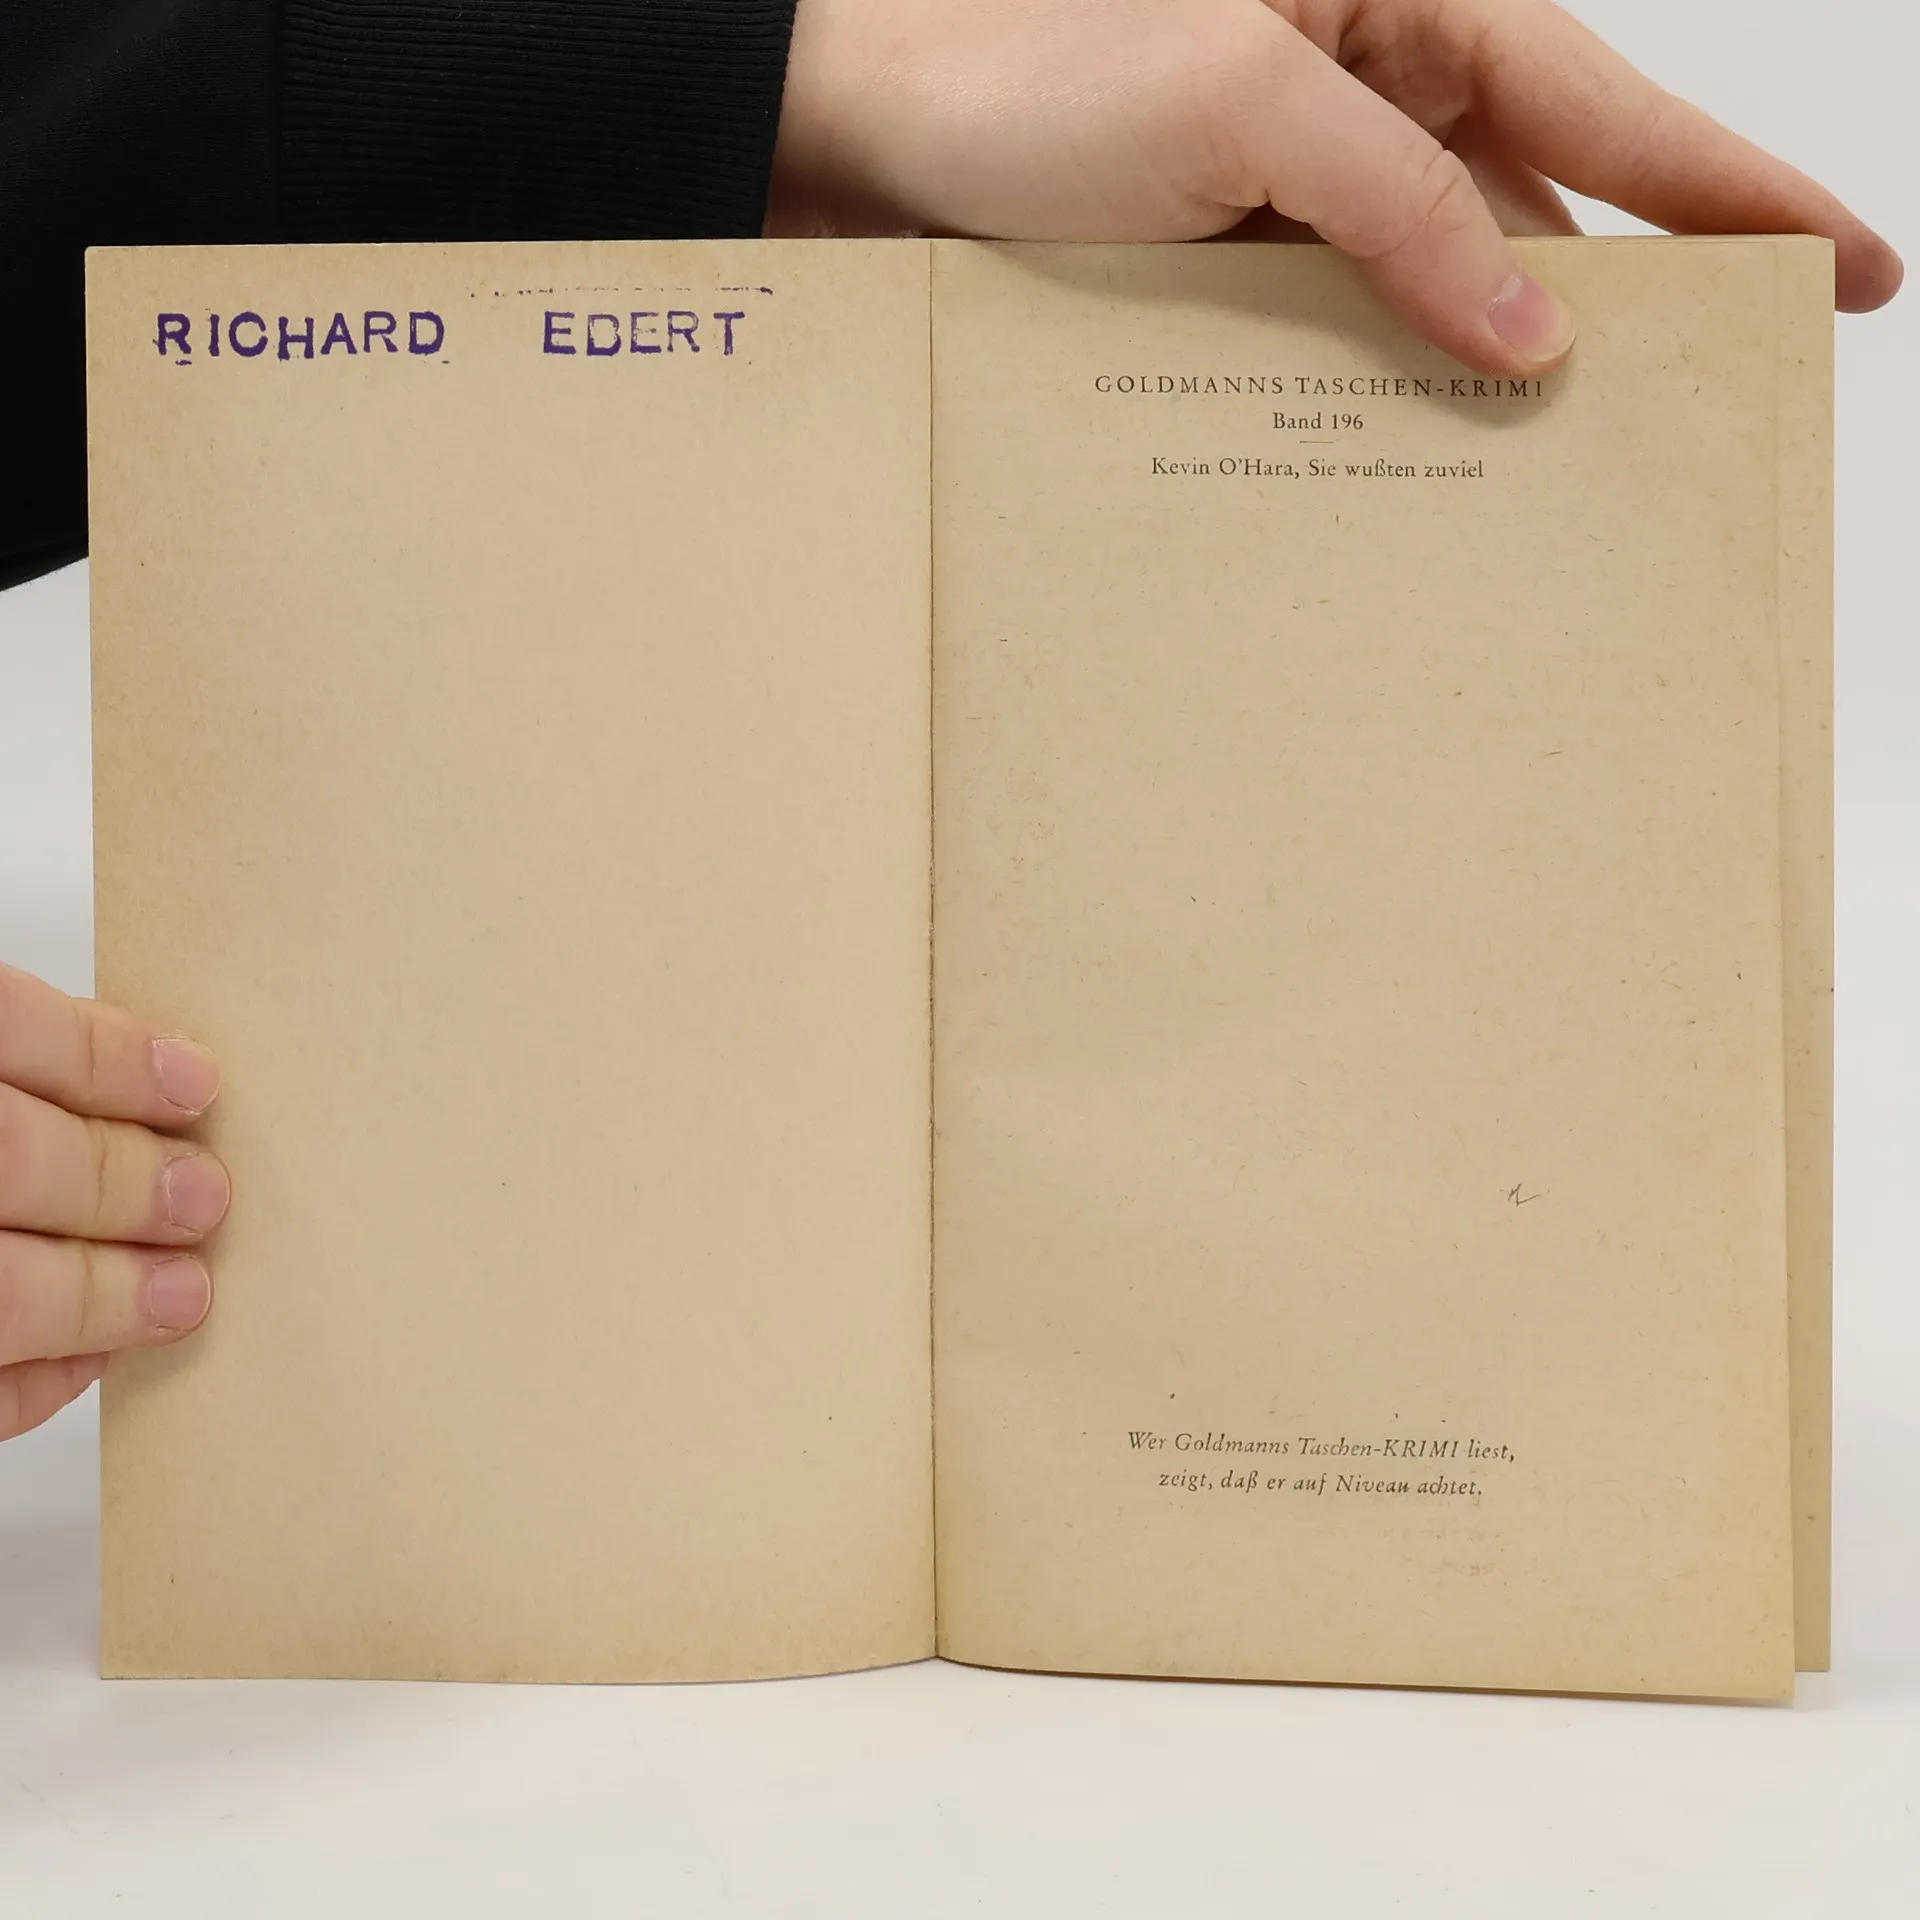 RICHARD EBERT
GOLDMANNS TASCHEN-KRIMI
Band 196
Kevin O'Hara, Sie wußten zuviel
Wer Goldmanns Taschen-KRIMI liest,
zeigt, daß er auf Niveau achtet.